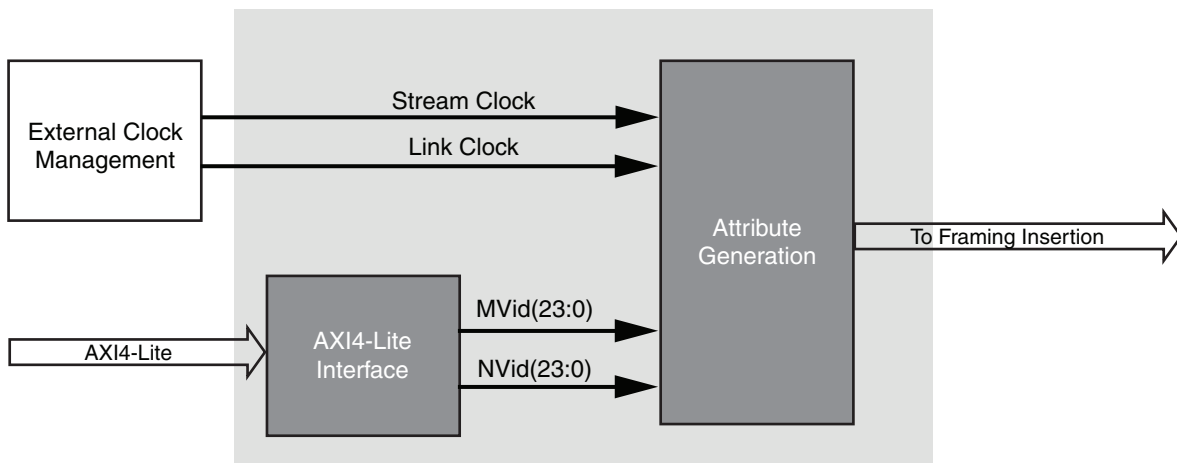 Stream Clock
External Clock
Management
Link Clock
Attribute
Generation
To Framing Insertion
MVid(23:0)
AXI4-Lite
AXI4-Lite
Interface
NVid(23:0)